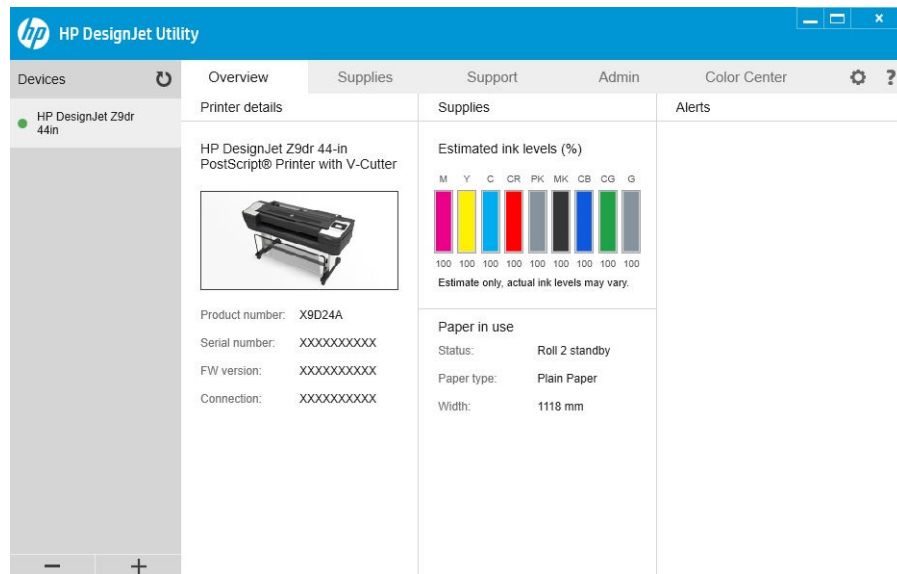 hp HP DesignJet Utility
Devices
HP DesignJet Z9dr
44in
Overview Supplies Support Admin Color Center ?
Printer details
HP DesignJet Z9dr 44-in
PostScript® Printer with V-Cutter
Product number: X9D24A
Serial number: XXXXXXXXXX
FW version: XXXXXXXXXX
Connection: XXXXXXXXXX
Supplies
Estimated ink levels (%)
M Y C CR PK MK CB CG G
100 100 100 100 100 100 100 100 100
Estimate only, actual ink levels may vary.
Paper in use
Status: Roll 2 standby
Paper type: Plain Paper
Width: 1118 mm
Alerts